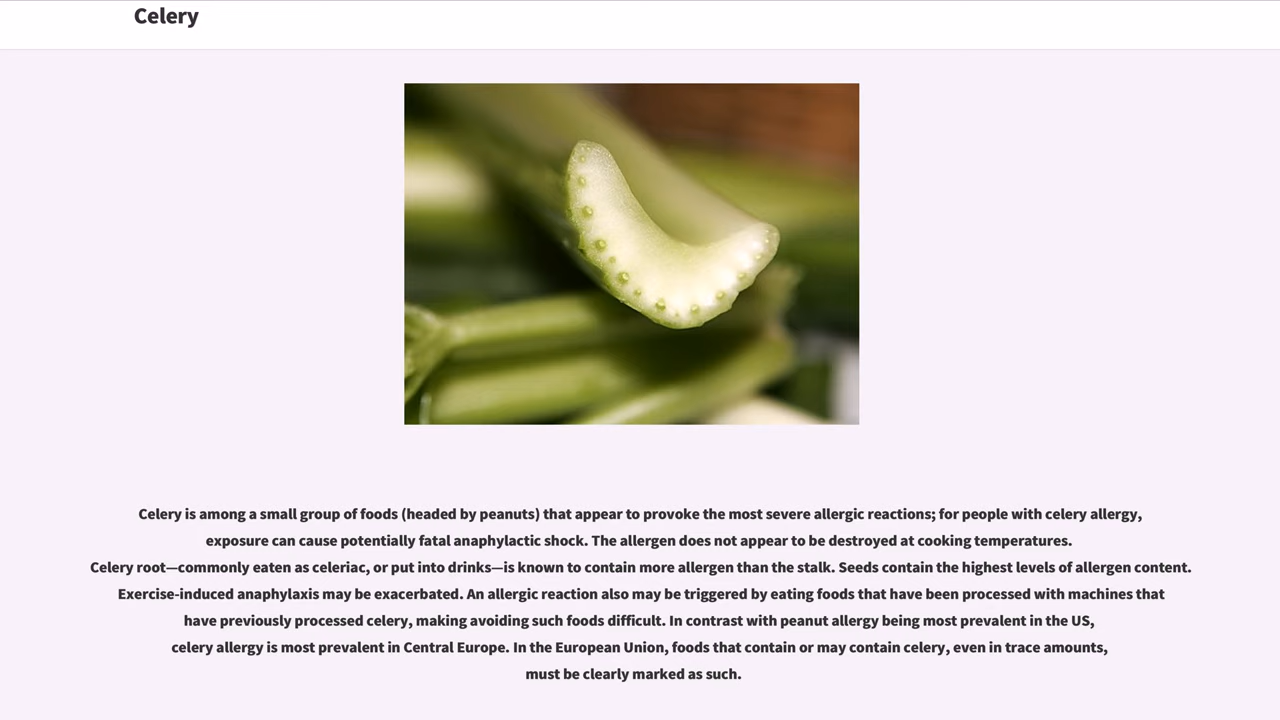 Celery
Celery is among a small group of foods (headed by peanuts) that appear to provoke the most severe allergic reactions; for people with celery allergy,
exposure can cause potentially fatal anaphylactic shock. The allergen does not appear to be destroyed at cooking temperatures.
Celery root—commonly eaten as celeriac, or put into drinks—is known to contain more allergen than the stalk. Seeds contain the highest levels of allergen content.
Exercise-induced anaphylaxis may be exacerbated. An allergic reaction also may be triggered by eating foods that have been processed with machines that
have previously processed celery, making avoiding such foods difficult. In contrast with peanut allergy being most prevalent in the US,
celery allergy is most prevalent in Central Europe. In the European Union, foods that contain or may contain celery, even in trace amounts,
must be clearly marked as such.